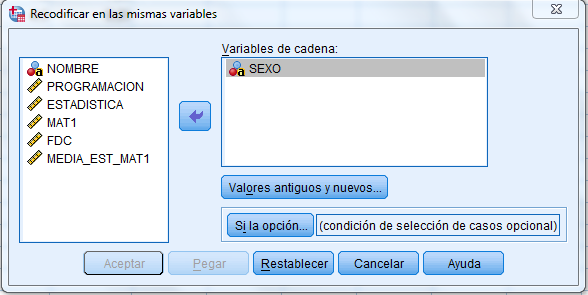 Recodificar en las mismas variables
Variables de cadena:
NOMBRE
PROGRAMACION
ESTADISTICA
MAT1
FDC
MEDIA_EST_MAT1
SEXO
Valores antiguos y nuevos...
Si la opción... (condición de selección de casos opcional)
Aceptar Pegar Restablecer Cancelar Ayuda